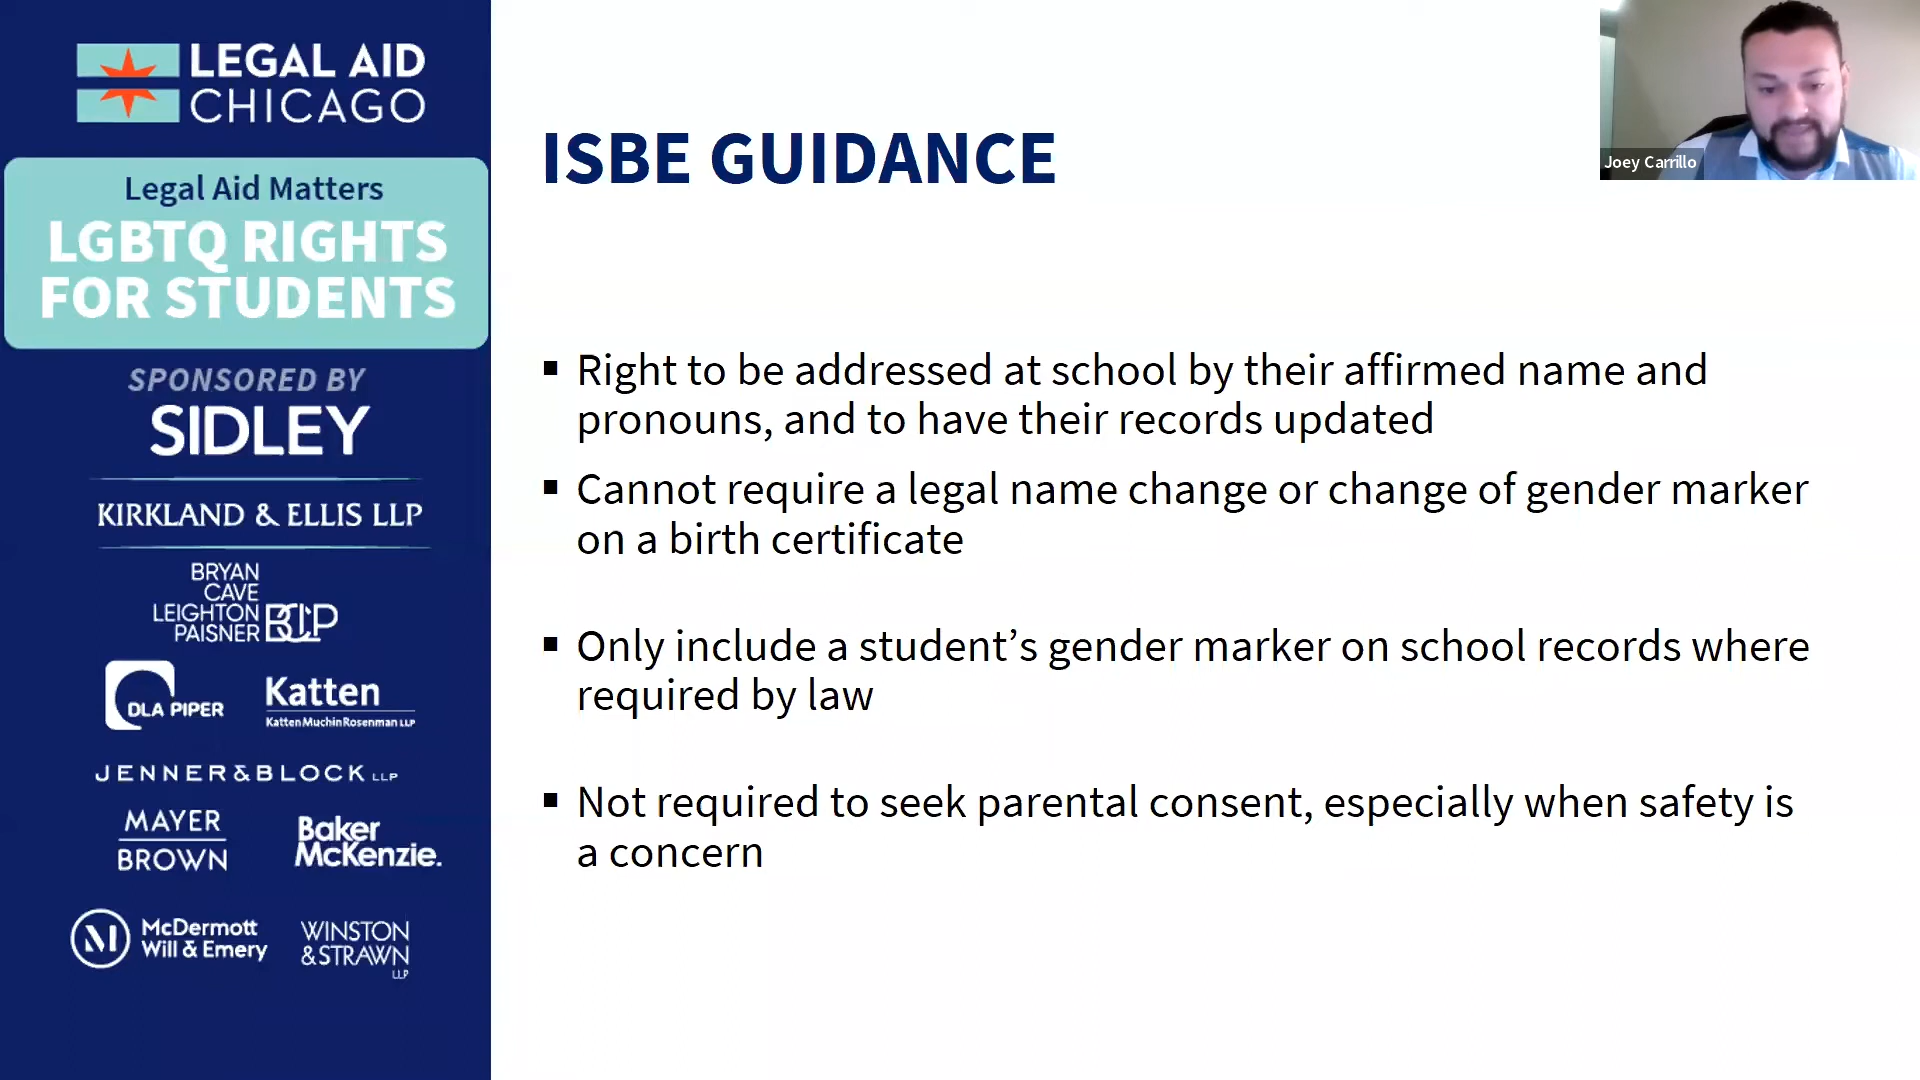 LEGAL AID
CHICAGO
Legal Aid Matters
LGBTQ RIGHTS
FOR STUDENTS
SPONSORED BY
SIDLEY
KIRKLAND & ELLIS LLP
BRYAN
CAVE
LEIGHTON
PAISNER BCLP
DLA PIPER
Katten
Katten Muchin Rosenman LLP
JENNER & BLOCK LLP
MAYER
BROWN
Baker
McKenzie.
McDermott
Will & Emery
WINSTON
& STRAWN
LLP
ISBE GUIDANCE
▪ Right to be addressed at school by their affirmed name and
pronouns, and to have their records updated
▪ Cannot require a legal name change or change of gender marker
on a birth certificate
▪ Only include a student’s gender marker on school records where
required by law
▪ Not required to seek parental consent, especially when safety is
a concern
Joey Carrillo